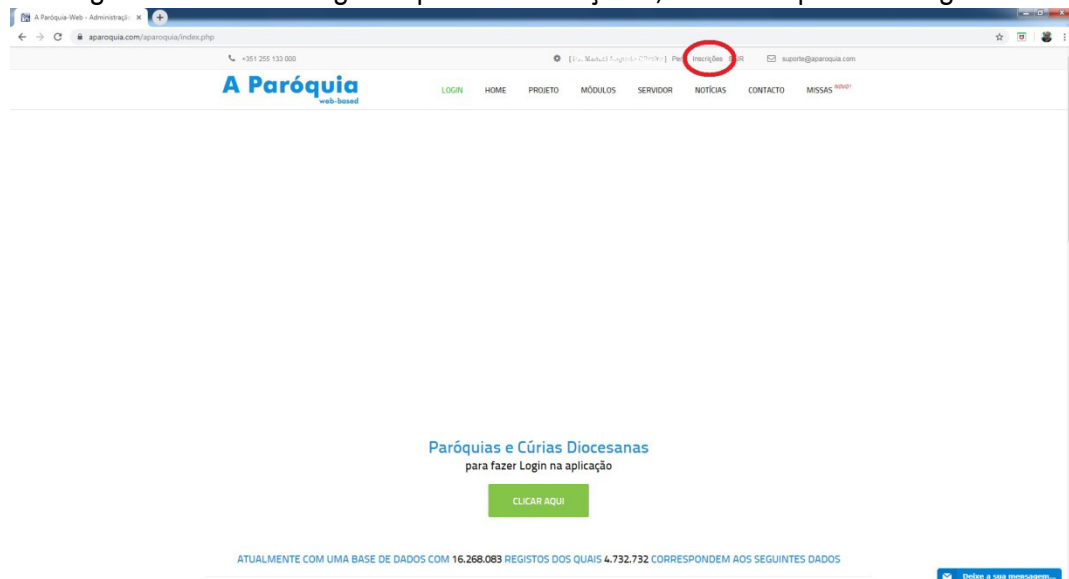 A Paróquia-Web - Administração
aparoquia.com/aparoquia/index.php
+351 255 133 000
Inscrições
suporte@aparoquia.com
A Paróquia
web-based
LOGIN HOME PROJETO MÓDULOS SERVIDOR NOTÍCIAS CONTACTO MISSAS NOVO!
Paróquias e Cúrias Diocesanas
para fazer Login na aplicação
CLICAR AQUI
ATUALMENTE COM UMA BASE DE DADOS COM 16.268.083 REGISTOS DOS QUAIS 4.732.732 CORRESPONDEM AOS SEGUINTES DADOS
Deixe a sua mensagem...